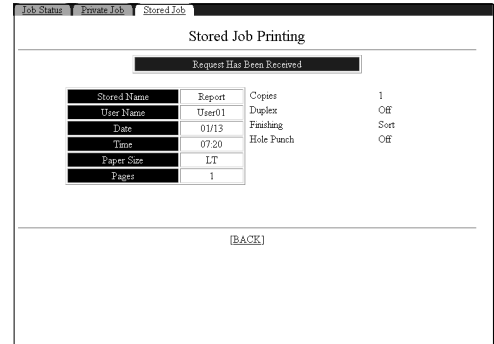 Job Status Private Job Stored Job
Stored Job Printing
Request Has Been Received
Stored Name Report Copies 1
User Name User01 Duplex Off
Date 01/13 Finishing Sort
Time 07:20 Hole Punch Off
Paper Size LT
Pages 1
[BACK]